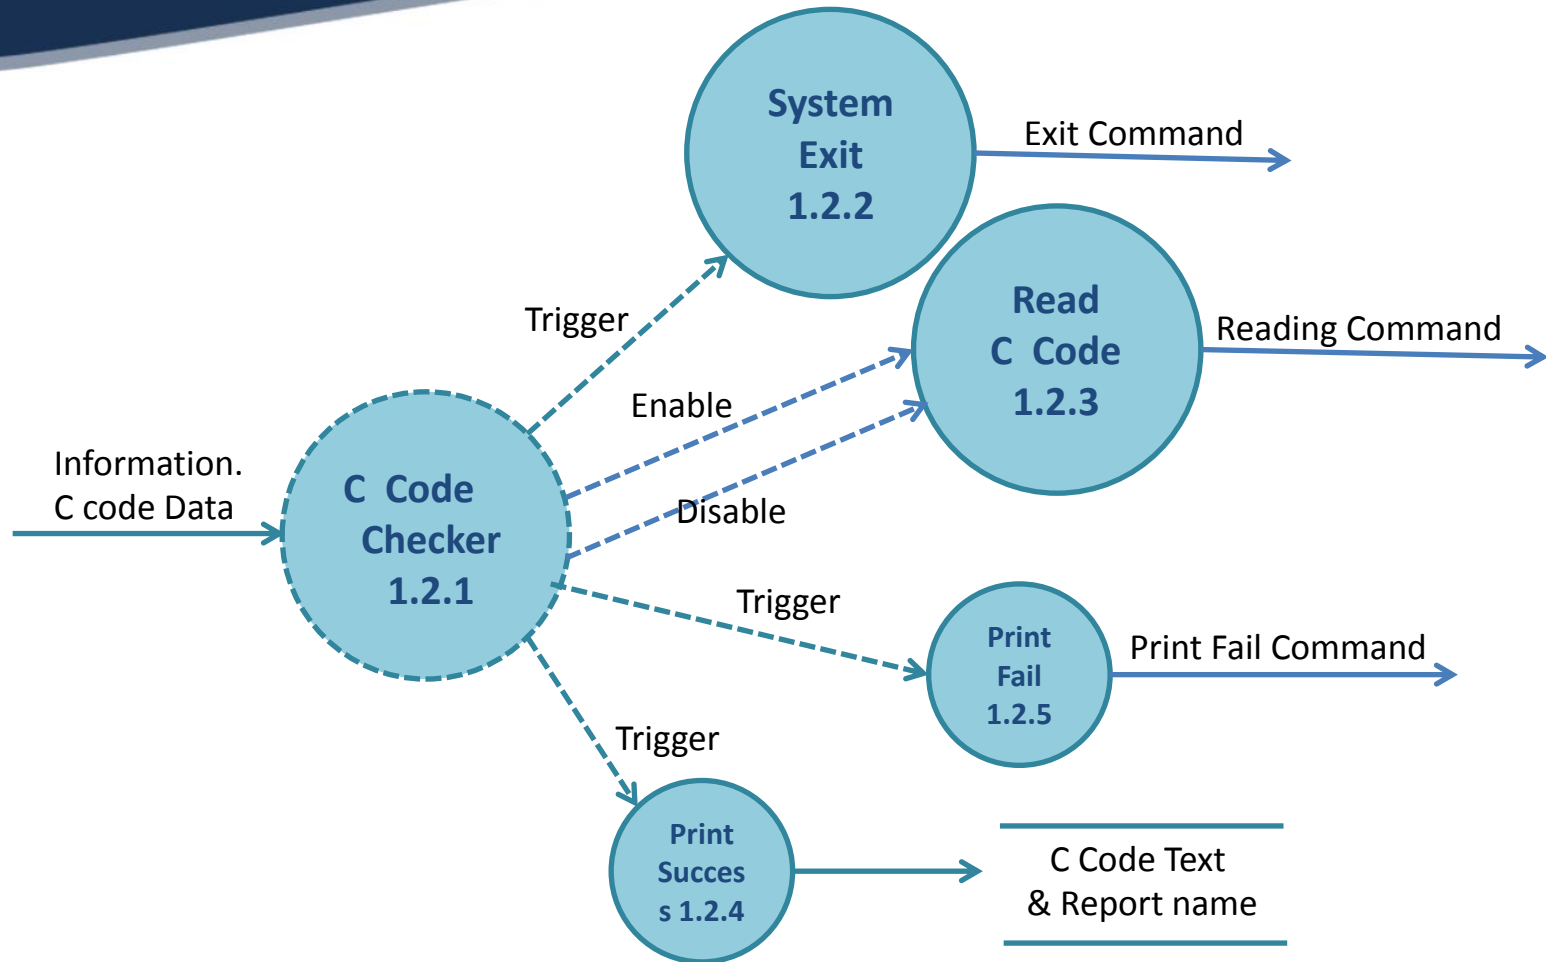 System
Exit
1.2.2
Exit Command
Read
C Code
1.2.3
Reading Command
Trigger
Enable
Disable
Information.
C code Data
C Code
Checker
1.2.1
Trigger
Print
Fail
1.2.5
Print Fail Command
Trigger
Print
Succes
s 1.2.4
C Code Text
& Report name